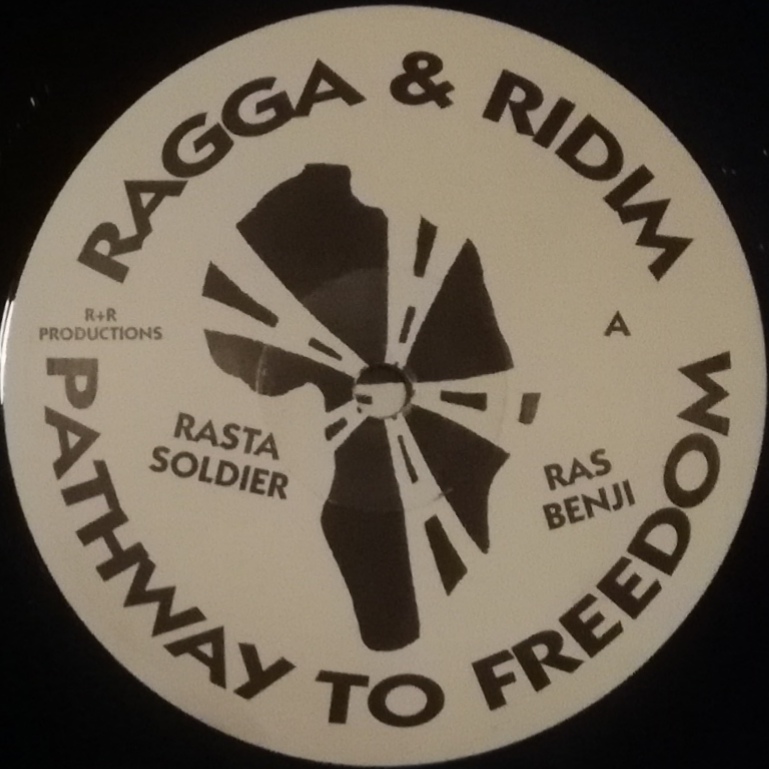 RAGGA & RIDIM
R+R
PRODUCTIONS
A
RASTA
SOLDIER
RAS
BENJI
PATHWAY TO FREEDOM